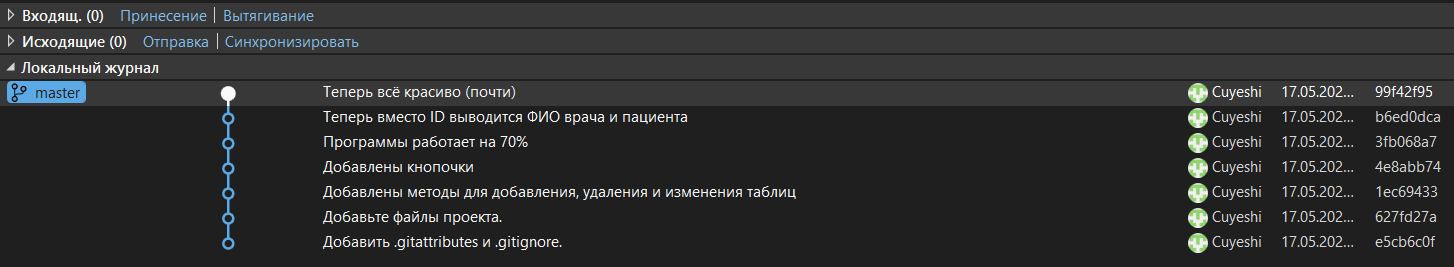 Входящ. (0) Принесение | Вытягивание
Исходящие (0) Отправка | Синхронизировать
Локальный журнал
master Теперь всё красиво (почти) Cuyeshi 17.05.202... 99f42f95
Теперь вместо ID выводится ФИО врача и пациента Cuyeshi 17.05.202... b6ed0dca
Программы работает на 70% Cuyeshi 17.05.202... 3fb068a7
Добавлены кнопочки Cuyeshi 17.05.202... 4e8abb74
Добавлены методы для добавления, удаления и изменения таблиц Cuyeshi 17.05.202... 1ec69433
Добавьте файлы проекта. Cuyeshi 17.05.202... 627fd27a
Добавить .gitattributes и .gitignore. Cuyeshi 17.05.202... e5cb6c0f